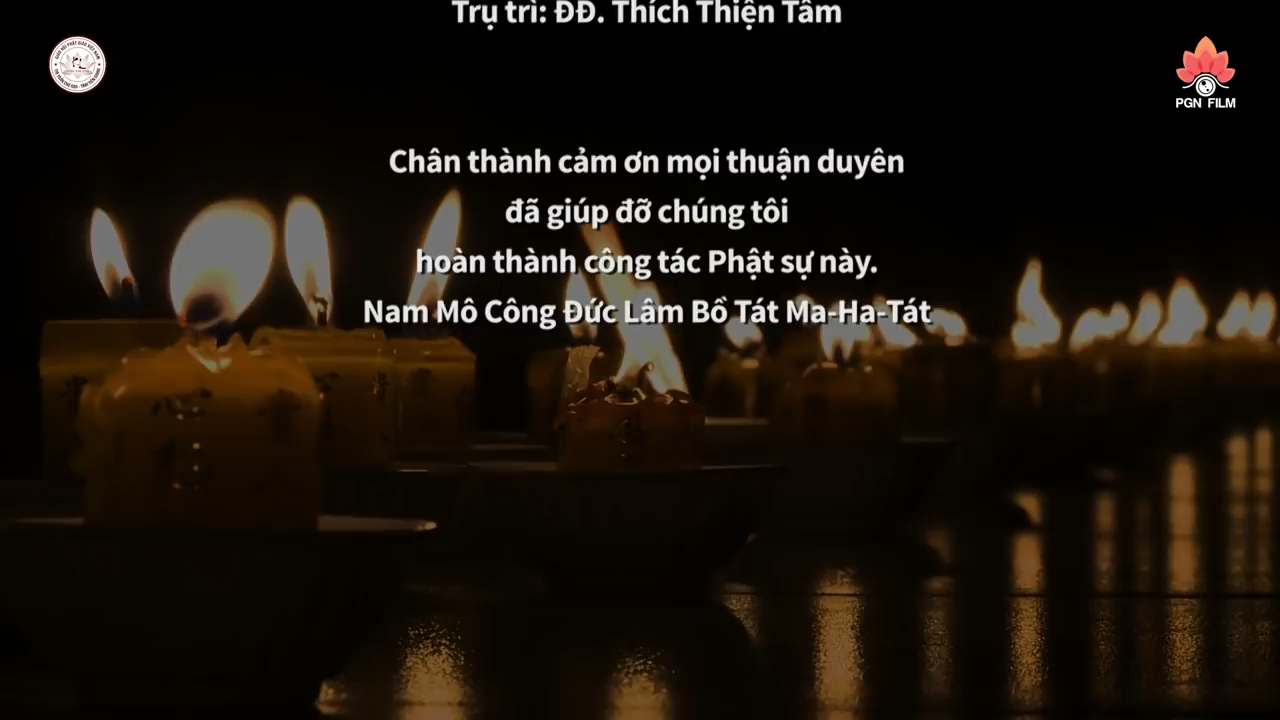 Trụ trì: ĐĐ. Thích Thiện Tâm
PGN FILM
Chân thành cảm ơn mọi thuận duyên
đã giúp đỡ chúng tôi
hoàn thành công tác Phật sự này.
Nam Mô Công Đức Lâm Bồ Tát Ma-Ha-Tát